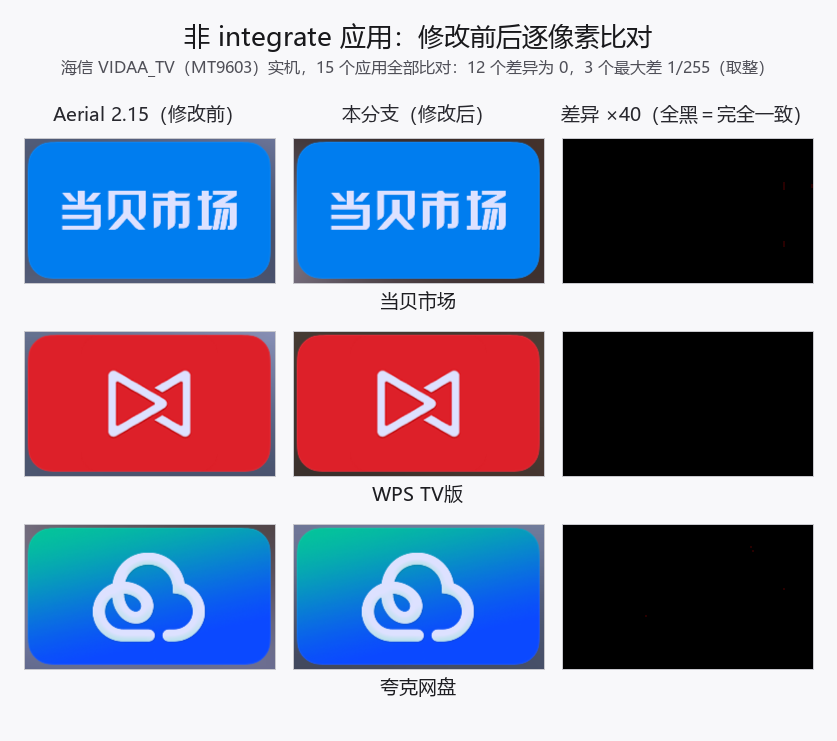 非 integrate 应用：修改前后逐像素比对
海信 VIDAA_TV（MT9603）实机，15 个应用全部比对：12 个差异为 0，3 个最大差 1/255（取整）
Aerial 2.15（修改前） 本分支（修改后） 差异 ×40（全黑＝完全一致）
当贝市场 当贝市场
当贝市场
WPS TV版
夸克网盘